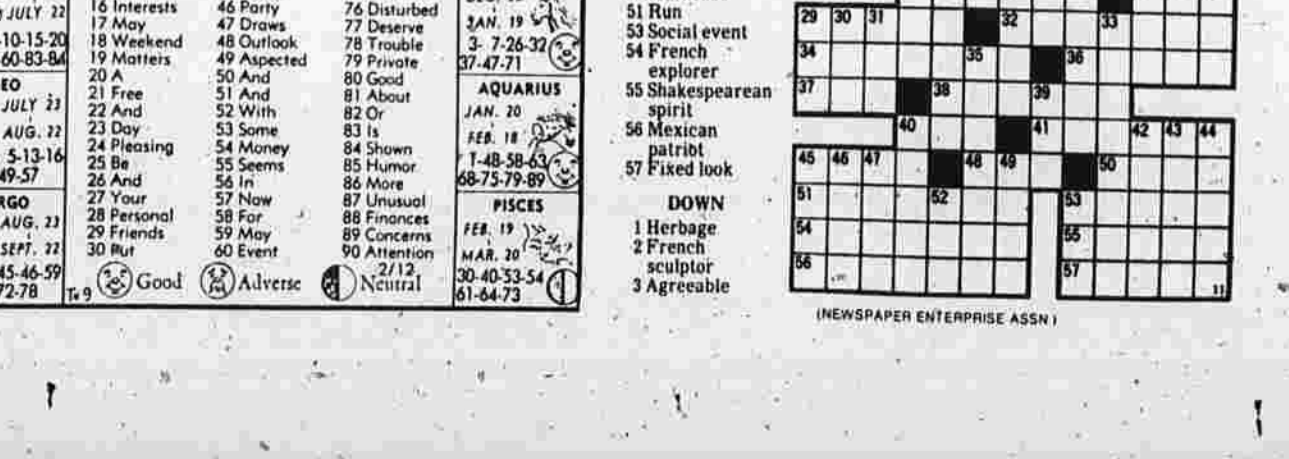 JULY 22
-10-15-20
60-83-84
EO
JULY 23
AUG. 22
5-13-16
49-57
RGO
AUG. 23
SEPT. 22
45-46-59
72-78
16 Interests
17 May
18 Weekend
19 Matters
20 A
21 Free
22 And
23 Day
24 Pleasing
25 Be
26 And
27 Your
28 Personal
29 Friends
30 But
46 Party
47 Draws
48 Outlook
49 Aspected
50 And
51 And
52 With
53 Some
54 Money
55 Seems
56 In
57 Now
58 For
59 May
60 Event
76 Disturbed
77 Deserve
78 Trouble
79 Private
80 Good
81 About
82 Or
83 Is
84 Shown
85 Humor
86 More
87 Unusual
88 Finances
89 Concerns
90 Attention
2/12
Good
Adverse
Neutral
JAN. 19
3- 7-26-32
37-47-71
AQUARIUS
JAN. 20
FEB. 18
1-48-58-63
68-75-79-89
PISCES
FEB. 19
MAR. 20
30-40-53-54
61-64-73
51 Run
53 Social event
54 French
explorer
55 Shakespearean
spirit
56 Mexican
patriot
57 Fixed look
DOWN
1 Herbage
2 French
sculptor
3 Agreeable
29 30 31 32 33
34 35 36
37 38 39
40 41 42 43 44
45 46 47 48 49 50
51 52 53
54 55
56 57
11
(NEWSPAPER ENTERPRISE ASSN)